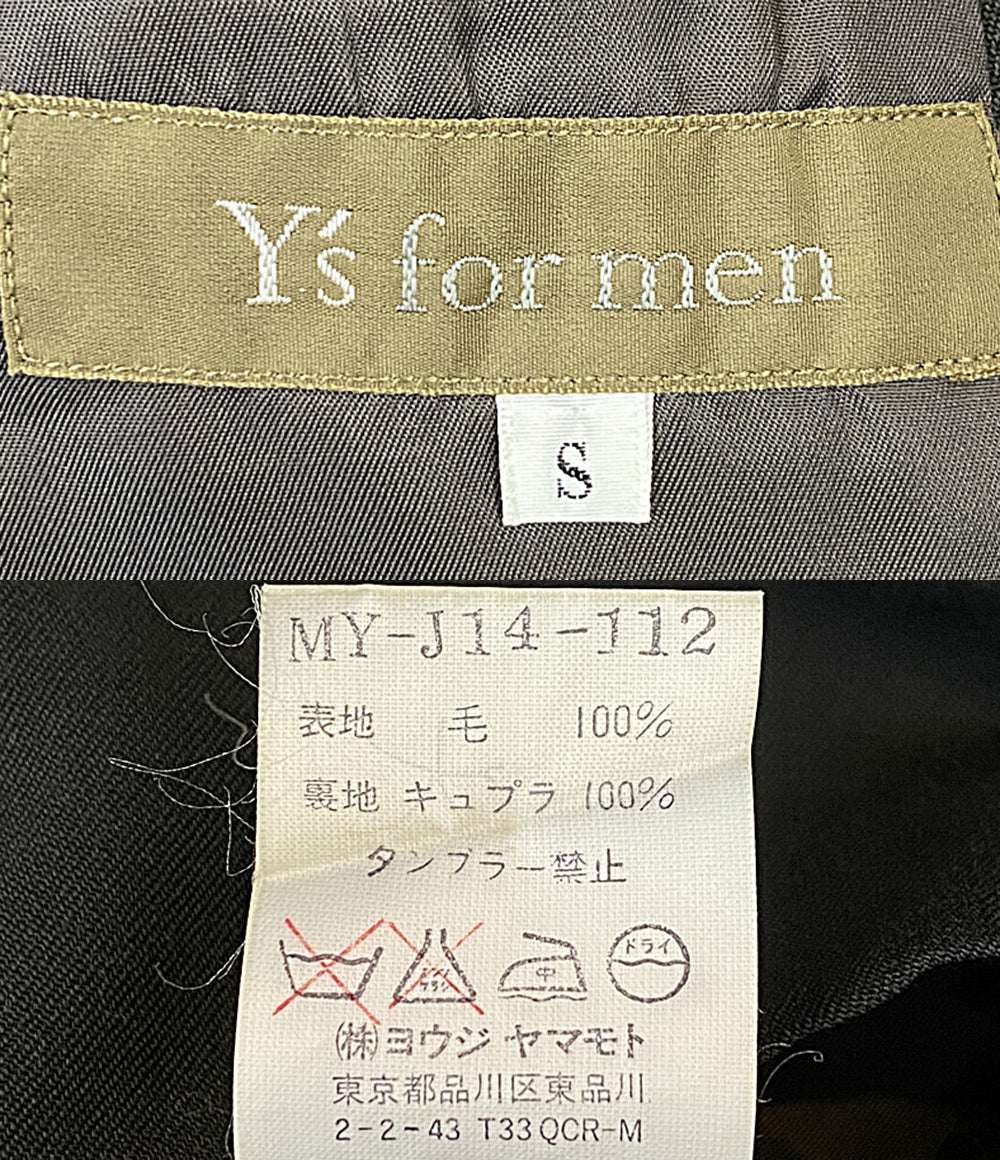 Y's for men
S
MY-J14-112
表地 毛 100%
裏地 キュプラ 100%
タンブラー禁止
中 ドライ
㈱ヨウジ ヤマモト
東京都品川区東品川
2-2-43 T33QCR-M